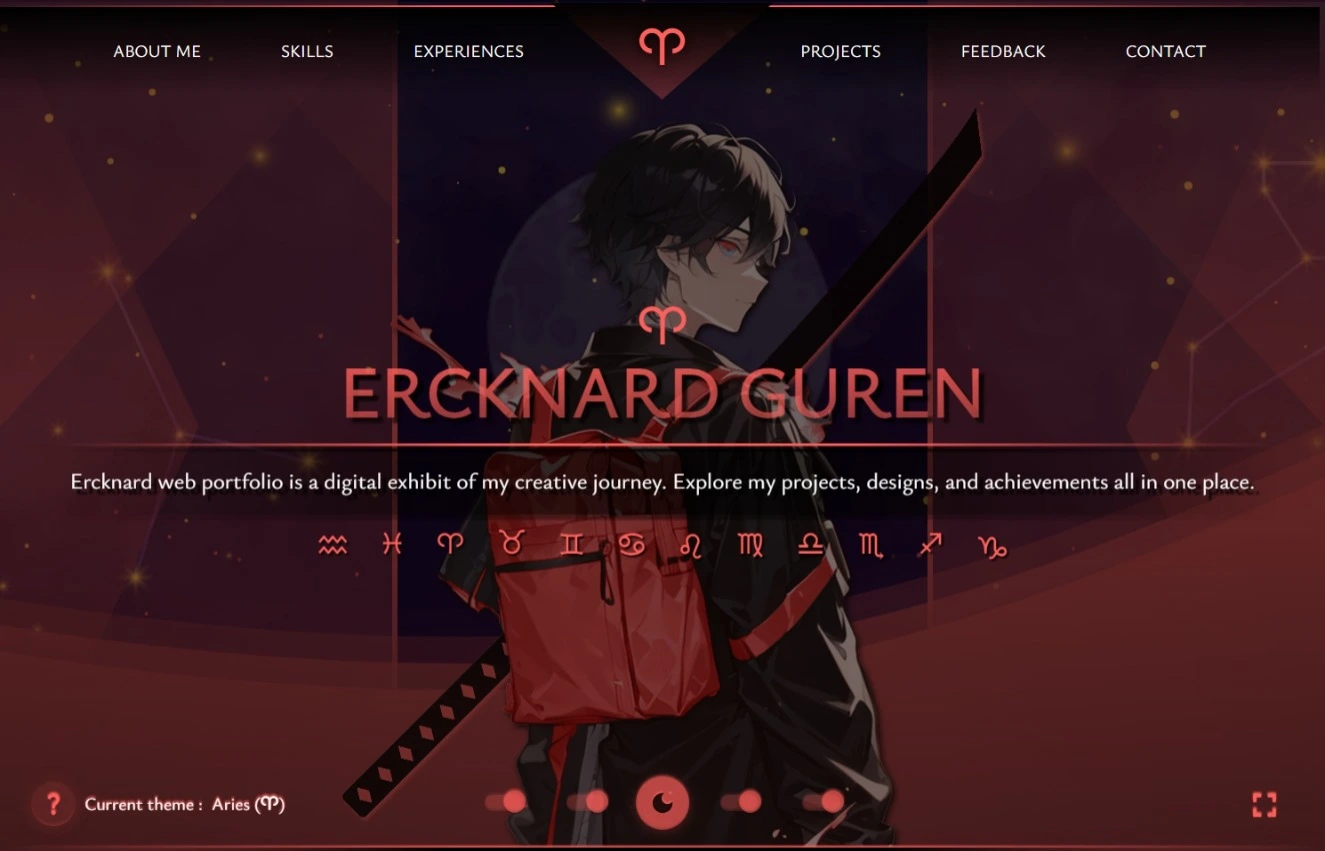 ABOUT ME SKILLS EXPERIENCES ♈ PROJECTS FEEDBACK CONTACT
♈
ERCKNARD GUREN
Ercknard web portfolio is a digital exhibit of my creative journey. Explore my projects, designs, and achievements all in one place.
♒ ♓ ♈ ♉ ♊ ♋ ♌ ♍ ♎ ♏ ♐ ♑
? Current theme : Aries (♈)